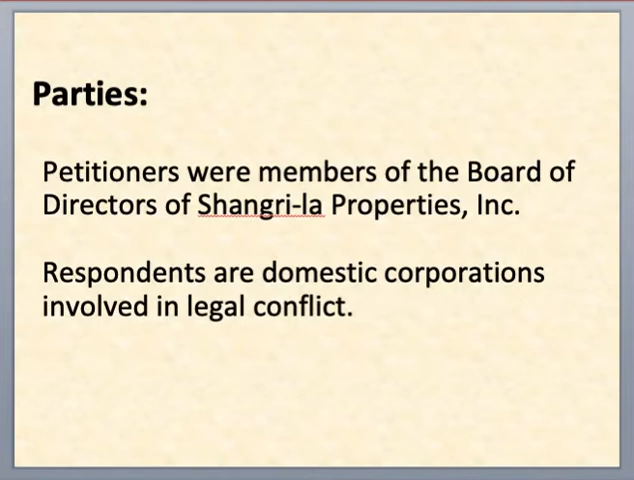 Parties:
Petitioners were members of the Board of
Directors of Shangri-la Properties, Inc.
Respondents are domestic corporations
involved in legal conflict.